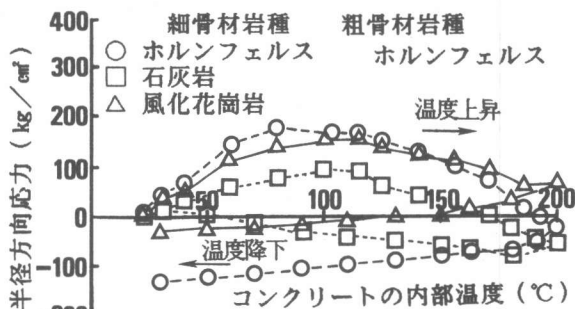 400
300
200
100
0
-100
半径方向応力(kg/cm²)
細骨材岩種 粗骨材岩種
○ ホルンフェルス ホルンフェルス
□ 石灰岩
△ 風化花崗岩
温度上昇
50 100 150 200
温度降下
コンクリートの内部温度(℃)